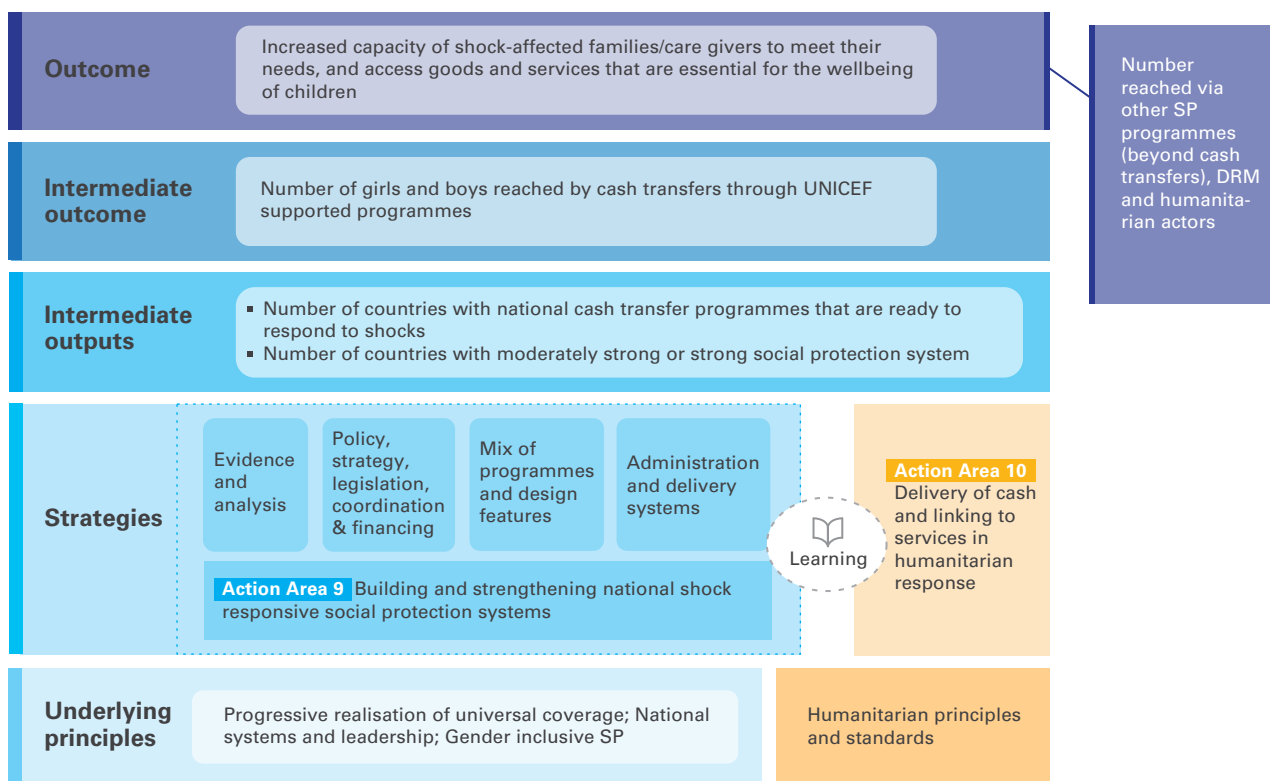 Outcome
Increased capacity of shock-affected families/care givers to meet their
needs, and access goods and services that are essential for the wellbeing
of children
Number
reached via
other SP
programmes
(beyond cash
transfers), DRM
and humanita-
rian actors
Intermediate
outcome
Number of girls and boys reached by cash transfers through UNICEF
supported programmes
Intermediate
outputs
▪ Number of countries with national cash transfer programmes that are ready to
respond to shocks
▪ Number of countries with moderately strong or strong social protection system
Strategies
Evidence
and
analysis
Policy,
strategy,
legislation,
coordination
& financing
Mix of
programmes
and design
features
Administration
and delivery
systems
Action Area 9 Building and strengthening national shock
responsive social protection systems
Learning
Action Area 10
Delivery of cash
and linking to
services in
humanitarian
response
Underlying
principles
Progressive realisation of universal coverage; National
systems and leadership; Gender inclusive SP
Humanitarian principles
and standards